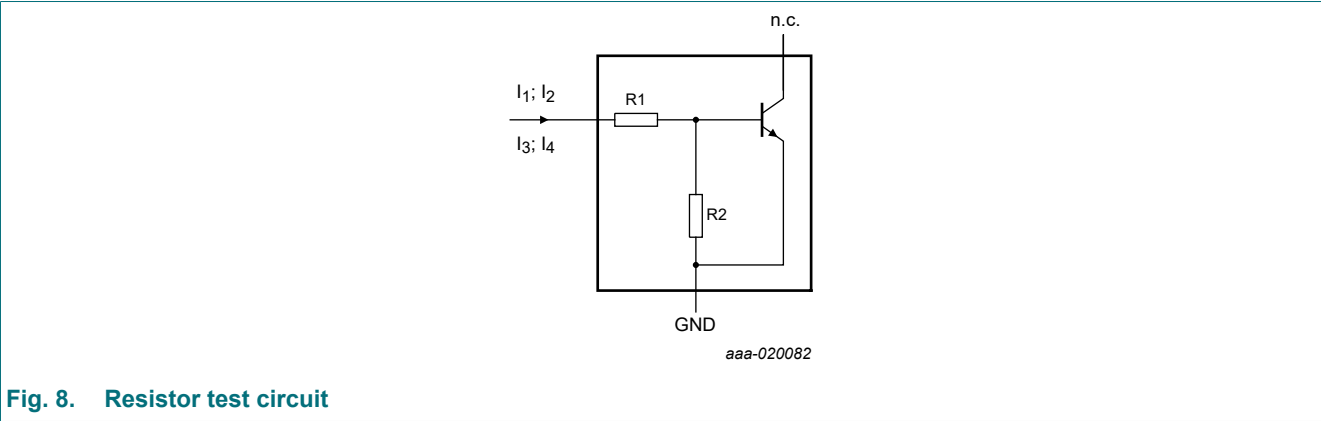 n.c.
I1; I2
R1
I3; I4
R2
GND
aaa-020082
Fig. 8. Resistor test circuit